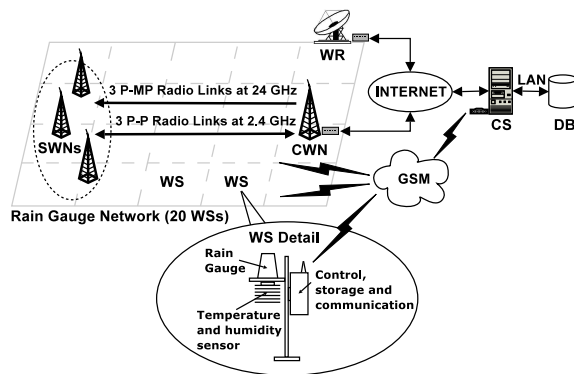 WR
3 P-MP Radio Links at 24 GHz
INTERNET
LAN
CS
DB
3 P-P Radio Links at 2.4 GHz
SWNs
CWN
WS
WS
GSM
Rain Gauge Network (20 WSs)
WS Detail
Rain
Gauge
Control,
storage and
communication
Temperature
and humidity
sensor